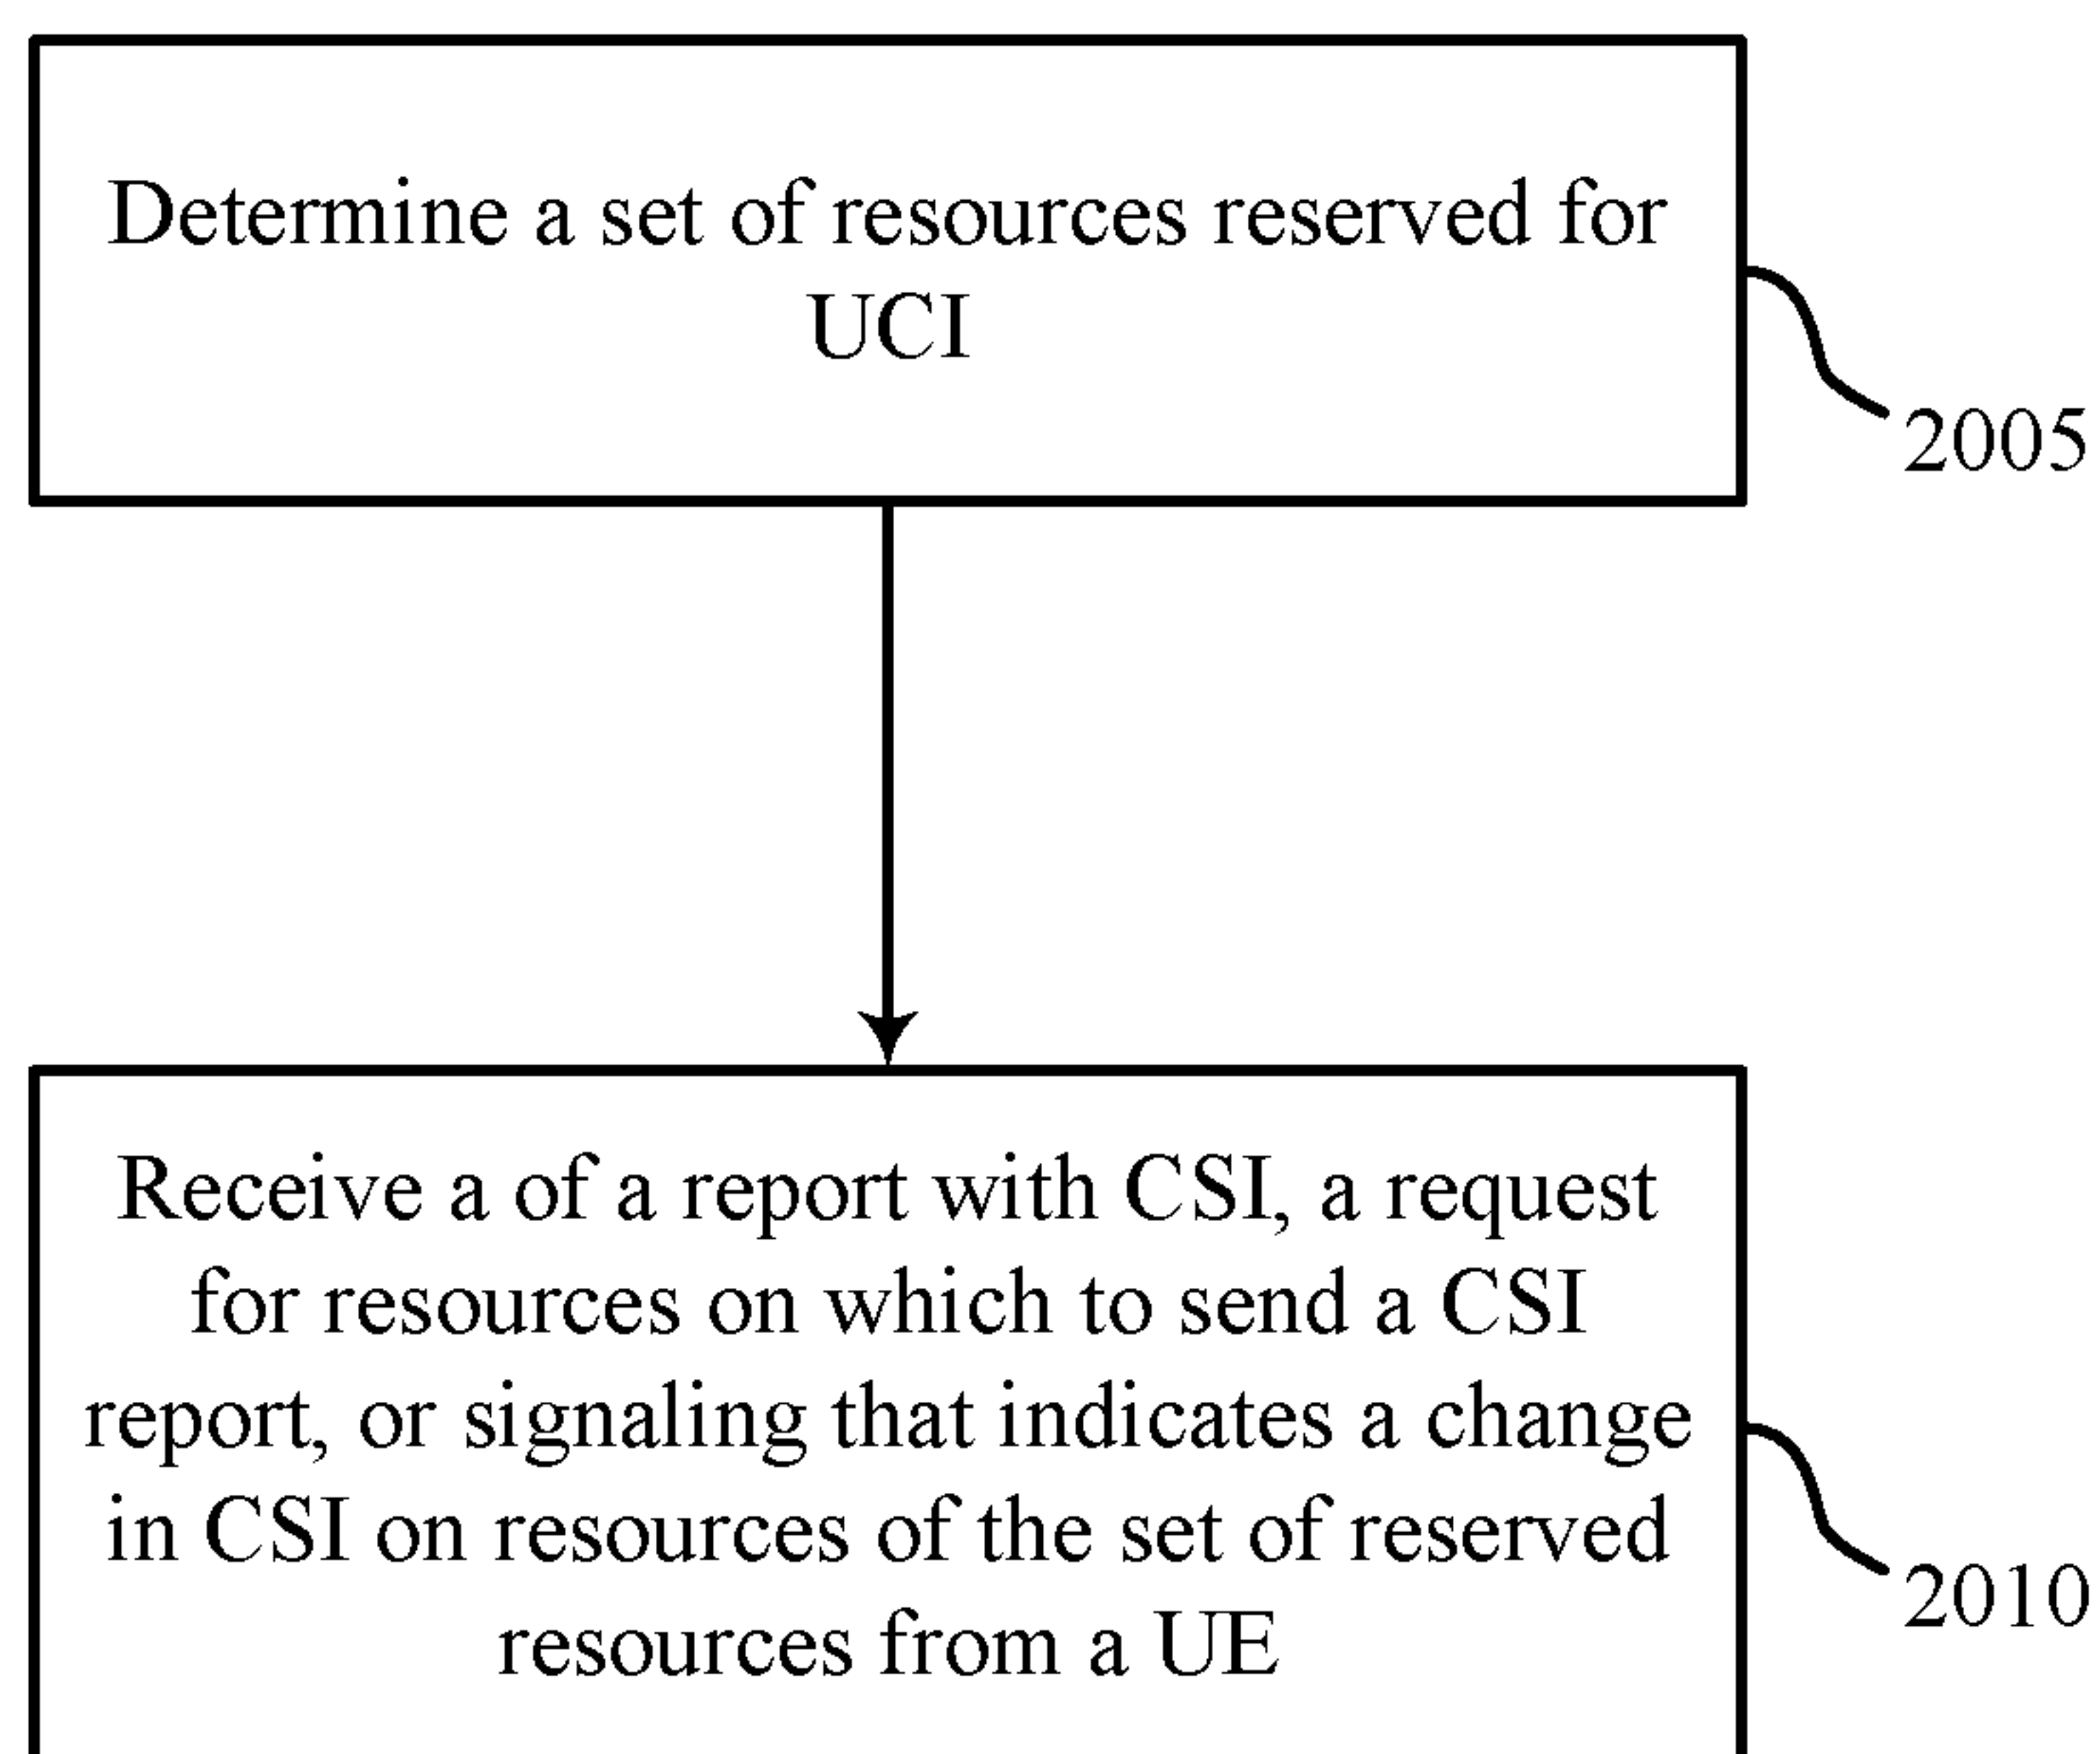 Determine a set of resources reserved for
UCI
2005
Receive a of a report with CSI, a request
for resources on which to send a CSI
report, or signaling that indicates a change
in CSI on resources of the set of reserved
resources from a UE
2010